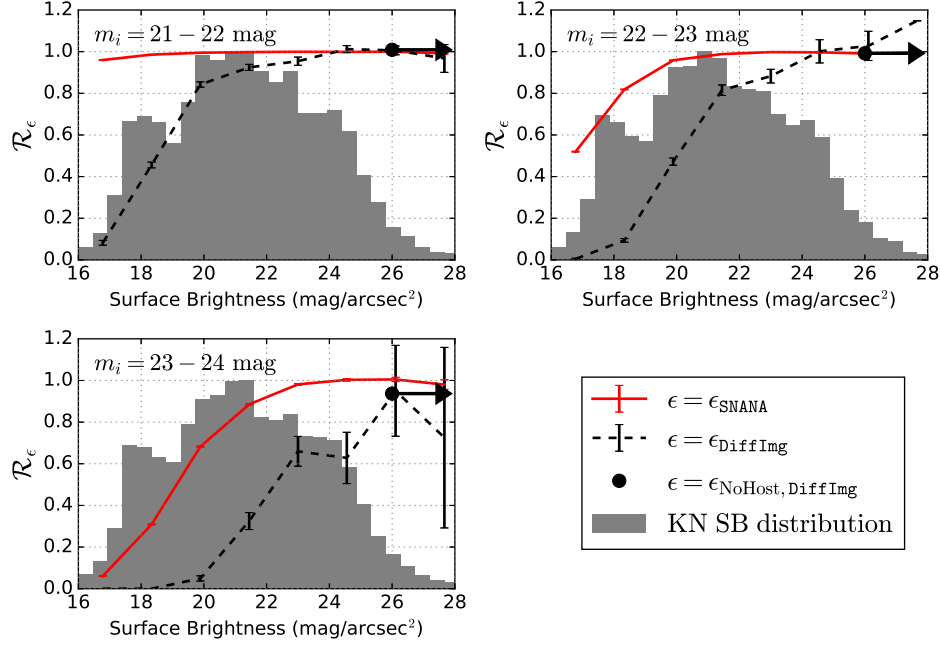 m_i = 21 − 22 mag
1.2
1.0
0.8
0.6
0.4
0.2
0.0
R_ϵ
16 18 20 22 24 26 28
Surface Brightness (mag/arcsec²)
m_i = 22 − 23 mag
1.2
1.0
0.8
0.6
0.4
0.2
0.0
R_ϵ
16 18 20 22 24 26 28
Surface Brightness (mag/arcsec²)
m_i = 23 − 24 mag
1.2
1.0
0.8
0.6
0.4
0.2
0.0
R_ϵ
16 18 20 22 24 26 28
Surface Brightness (mag/arcsec²)
ϵ = ϵ_SNANA
ϵ = ϵ_DiffImg
ϵ = ϵ_NoHost, DiffImg
KN SB distribution